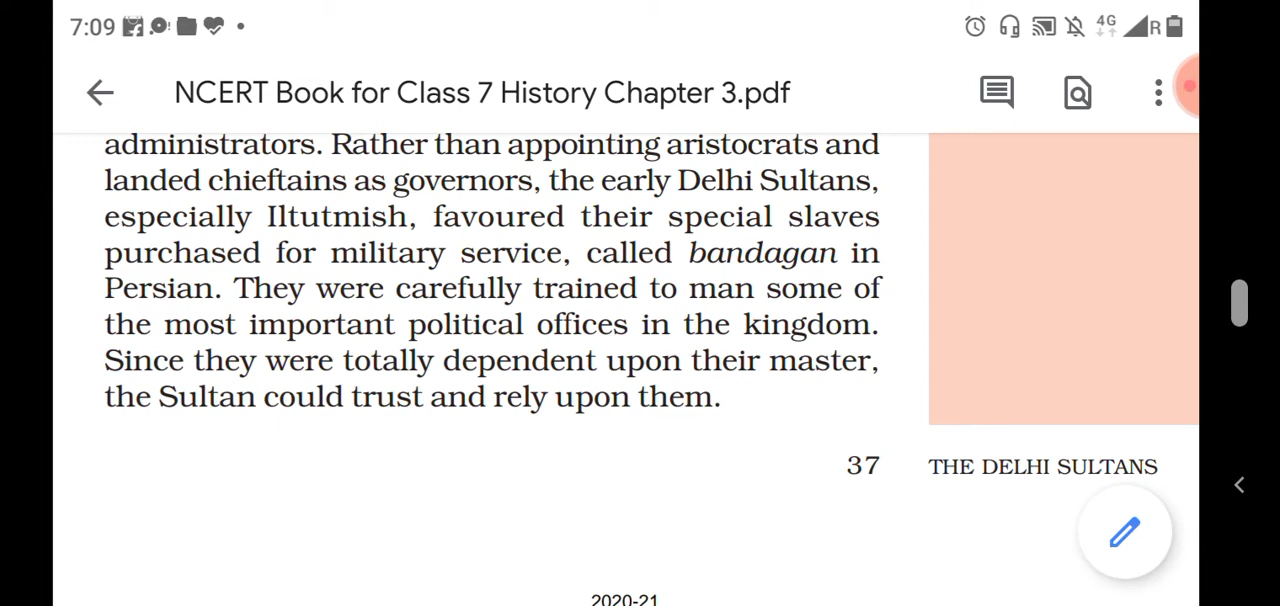 7:09
4G
R
NCERT Book for Class 7 History Chapter 3.pdf
administrators. Rather than appointing aristocrats and
landed chieftains as governors, the early Delhi Sultans,
especially Iltutmish, favoured their special slaves
purchased for military service, called bandagan in
Persian. They were carefully trained to man some of
the most important political offices in the kingdom.
Since they were totally dependent upon their master,
the Sultan could trust and rely upon them.
37 THE DELHI SULTANS
2020-21